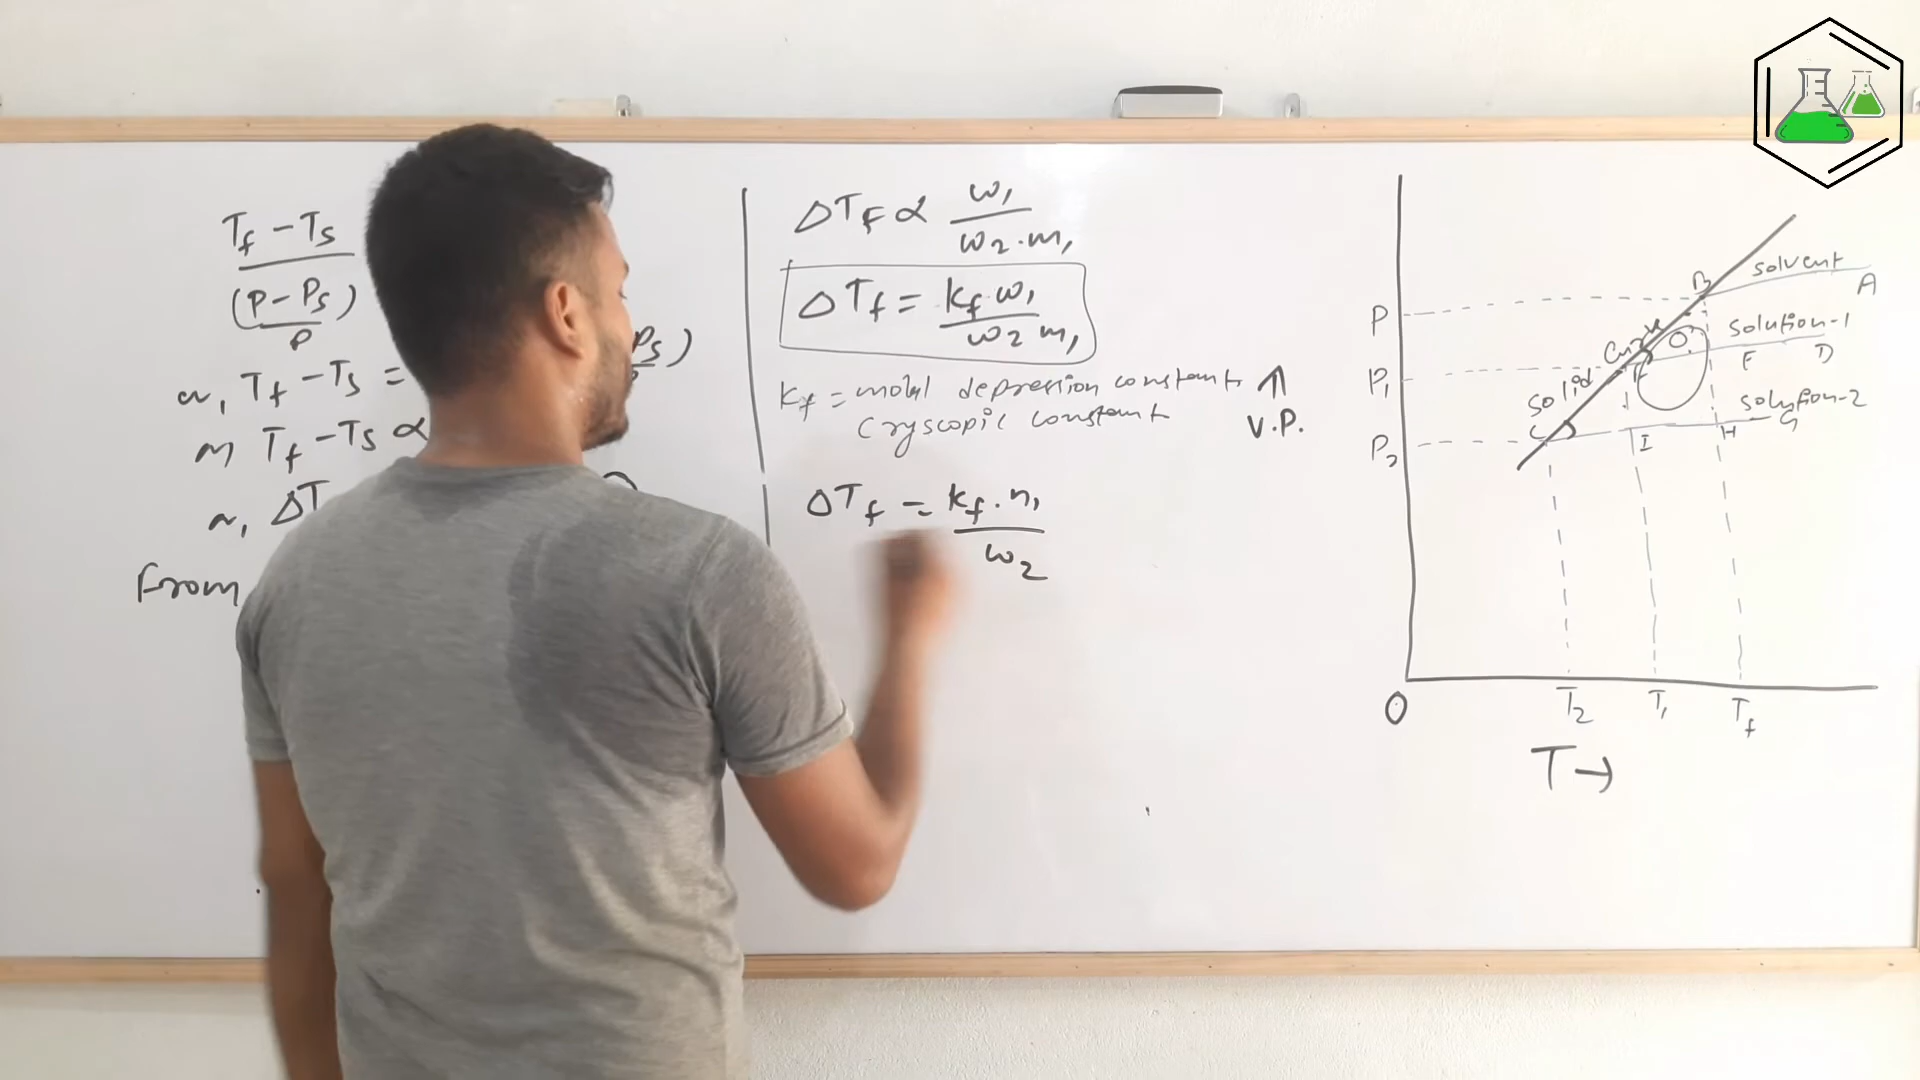 Tf - Ts
(P - Ps)
P
Ps)
a, Tf - Ts =
a, Tf - Ts ∝
a, ΔT
From
ΔTf ∝ w1
w2 . m1
ΔTf = kf . w1
w2 m1
kf = molal depression constant
cryscopic constant
V.P.
ΔTf = kf . n1
w2
solvent
B
A
P
solution-1
F
D
P1
Curve
solid
solution-2
C
I
H
G
P2
O
T2
T1
Tf
T →